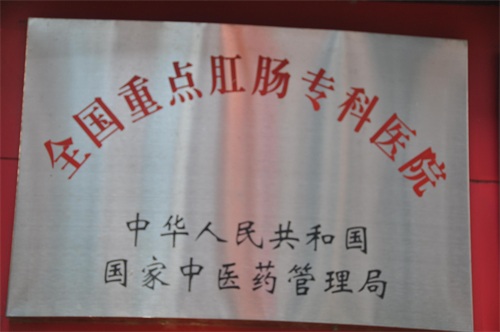 全国重点肛肠专科医院
中华人民共和国
国家中医药管理局